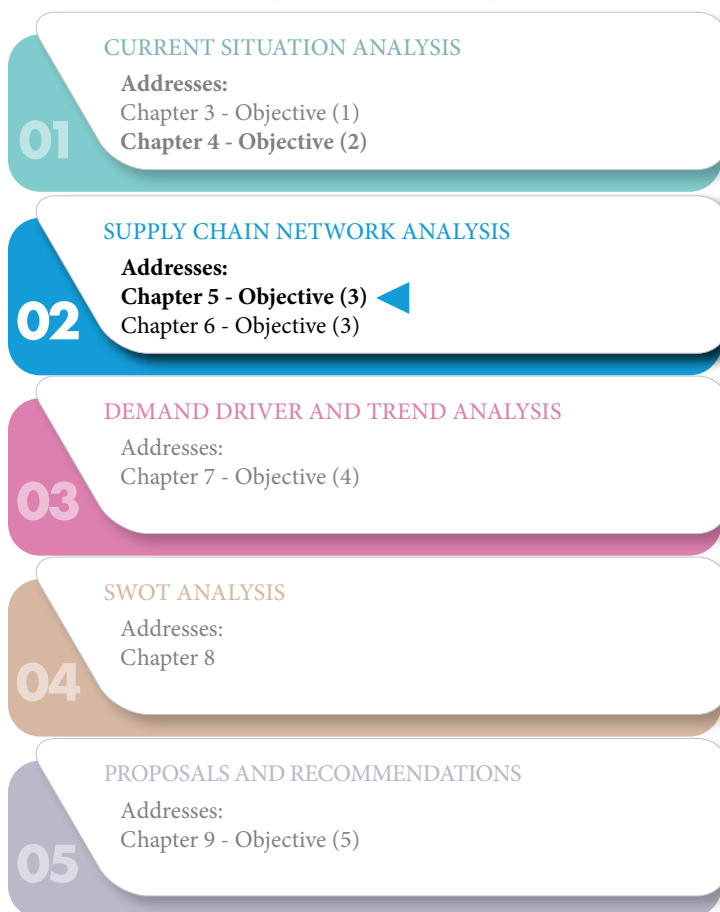 CURRENT SITUATION ANALYSIS
Addresses:
Chapter 3 - Objective (1)
Chapter 4 - Objective (2)
01
SUPPLY CHAIN NETWORK ANALYSIS
Addresses:
Chapter 5 - Objective (3)
Chapter 6 - Objective (3)
02
DEMAND DRIVER AND TREND ANALYSIS
Addresses:
Chapter 7 - Objective (4)
03
SWOT ANALYSIS
Addresses:
Chapter 8
04
PROPOSALS AND RECOMMENDATIONS
Addresses:
Chapter 9 - Objective (5)
05